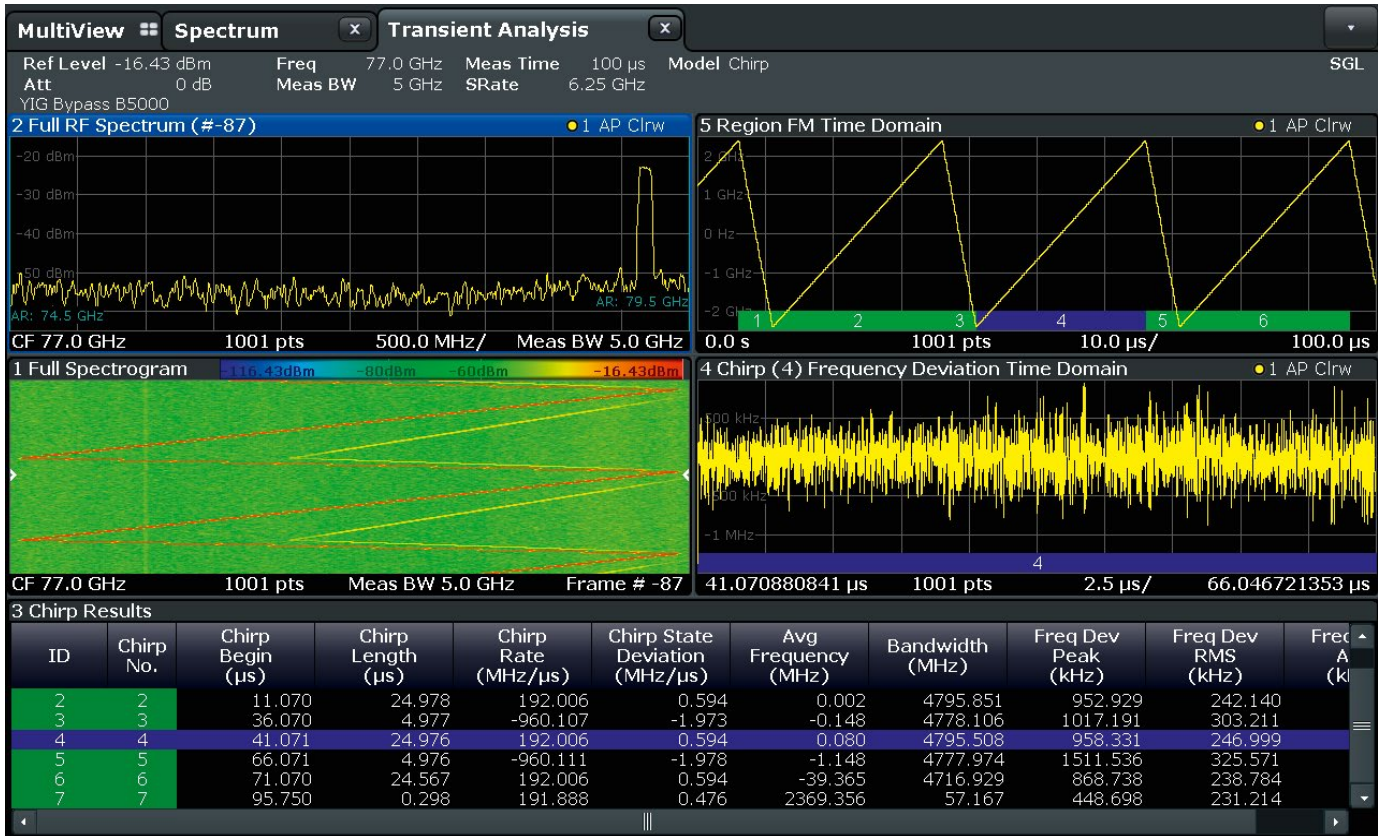 MultiView Spectrum X Transient Analysis X
Ref Level -16.43 dBm Freq 77.0 GHz Meas Time 100 µs Model Chirp SGL
Att 0 dB Meas BW 5 GHz SRate 6.25 GHz
YIG Bypass B5000
2 Full RF Spectrum (#-87) 1 AP Clrw
-20 dBm
-30 dBm
-40 dBm
-50 dBm
AR: 74.5 GHz AR: 79.5 GHz
CF 77.0 GHz 1001 pts 500.0 MHz/ Meas BW 5.0 GHz
5 Region FM Time Domain 1 AP Clrw
2 GHz
1 GHz
0 Hz
-1 GHz
-2 GHz
1 2 3 4 5 6
0.0 s 1001 pts 10.0 µs/ 100.0 µs
1 Full Spectrogram -116.43dBm -80dBm -60dBm -16.43dBm
CF 77.0 GHz 1001 pts Meas BW 5.0 GHz Frame # -87
4 Chirp (4) Frequency Deviation Time Domain 1 AP Clrw
500 kHz
-500 kHz
-1 MHz
4
41.070880841 µs 1001 pts 2.5 µs/ 66.046721353 µs
3 Chirp Results
ID Chirp No. Chirp Begin (µs) Chirp Length (µs) Chirp Rate (MHz/µs) Chirp State Deviation (MHz/µs) Avg Frequency (MHz) Bandwidth (MHz) Freq Dev Peak (kHz) Freq Dev RMS (kHz)
2 2 11.070 24.978 192.006 0.594 0.002 4795.851 952.929 242.140
3 3 36.070 4.977 -960.107 -1.973 -0.148 4778.106 1017.191 303.211
4 4 41.071 24.976 192.006 0.594 0.080 4795.508 958.331 246.999
5 5 66.071 4.976 -960.111 -1.978 -1.148 4777.974 1511.536 325.571
6 6 71.070 24.567 192.006 0.594 -39.365 4716.929 868.738 238.784
7 7 95.750 0.298 191.888 0.476 2369.356 57.167 448.698 231.214